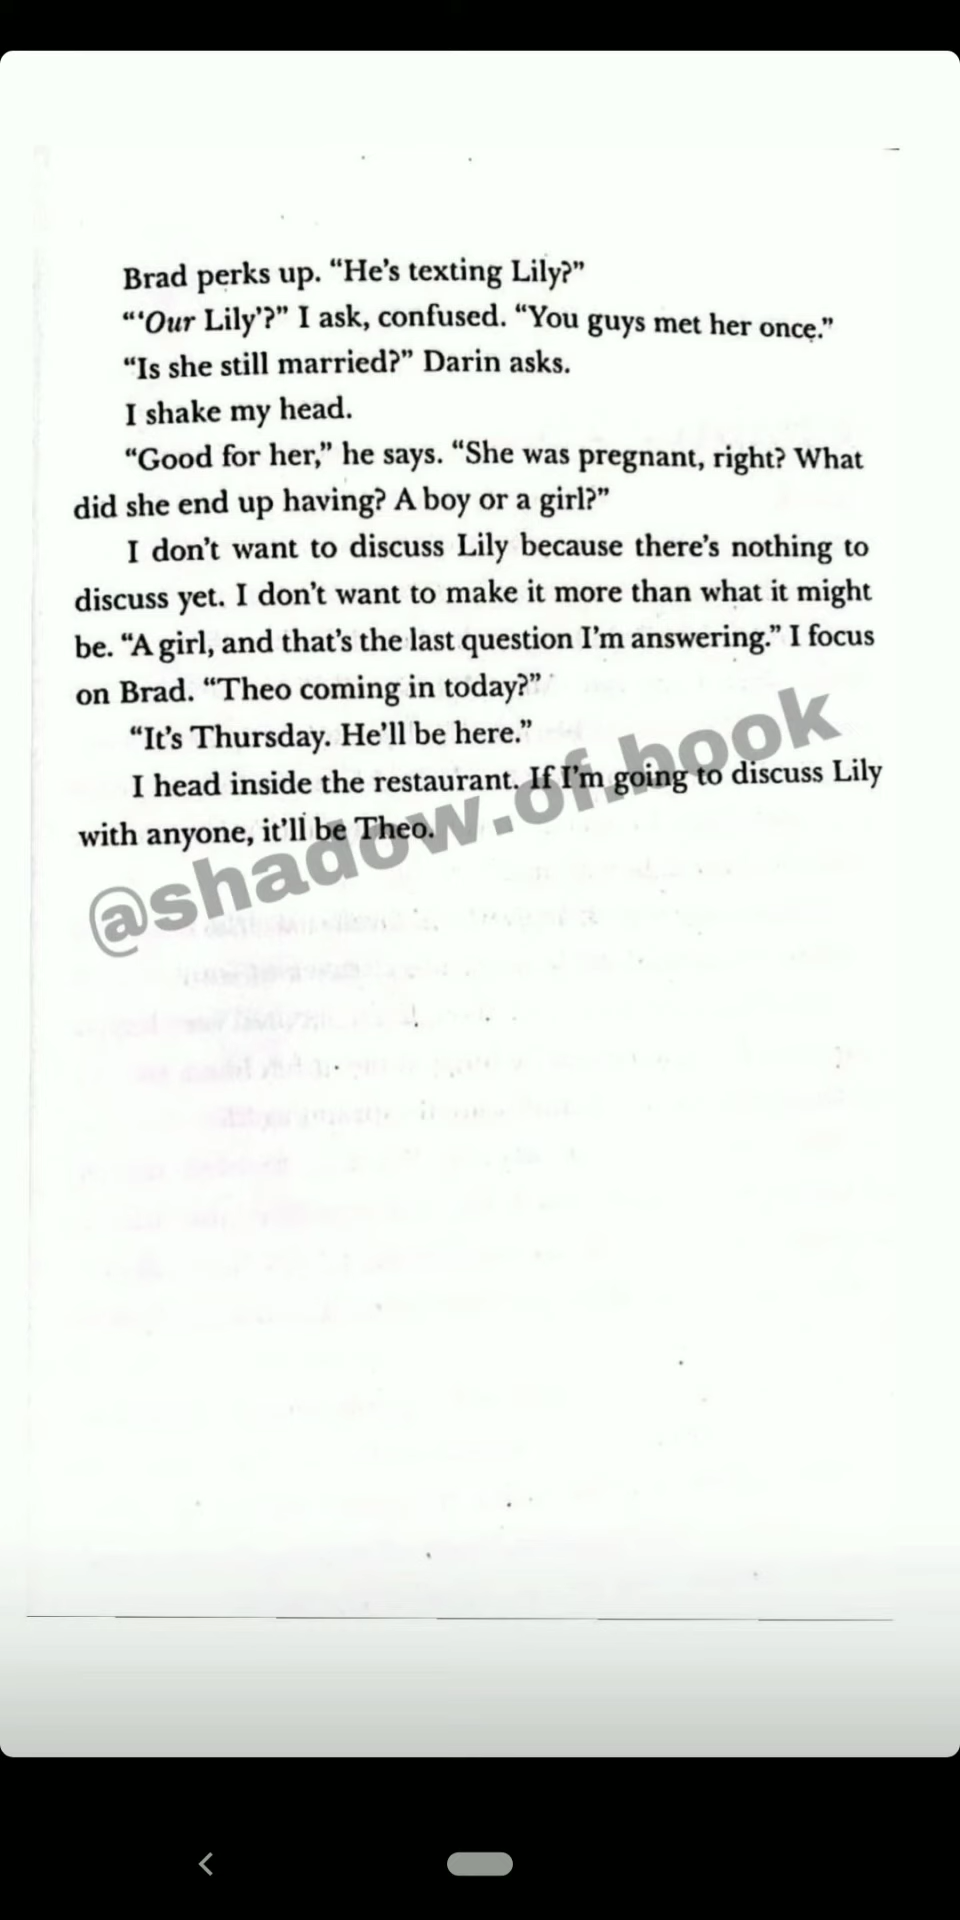 Brad perks up. “He’s texting Lily?”
“‘Our Lily’?” I ask, confused. “You guys met her once.”
“Is she still married?” Darin asks.
I shake my head.
“Good for her,” he says. “She was pregnant, right? What
did she end up having? A boy or a girl?”
I don’t want to discuss Lily because there’s nothing to
discuss yet. I don’t want to make it more than what it might
be. “A girl, and that’s the last question I’m answering.” I focus
on Brad. “Theo coming in today?”
“It’s Thursday. He’ll be here.”
I head inside the restaurant. If I’m going to discuss Lily
with anyone, it’ll be Theo.
@shadow.of.book